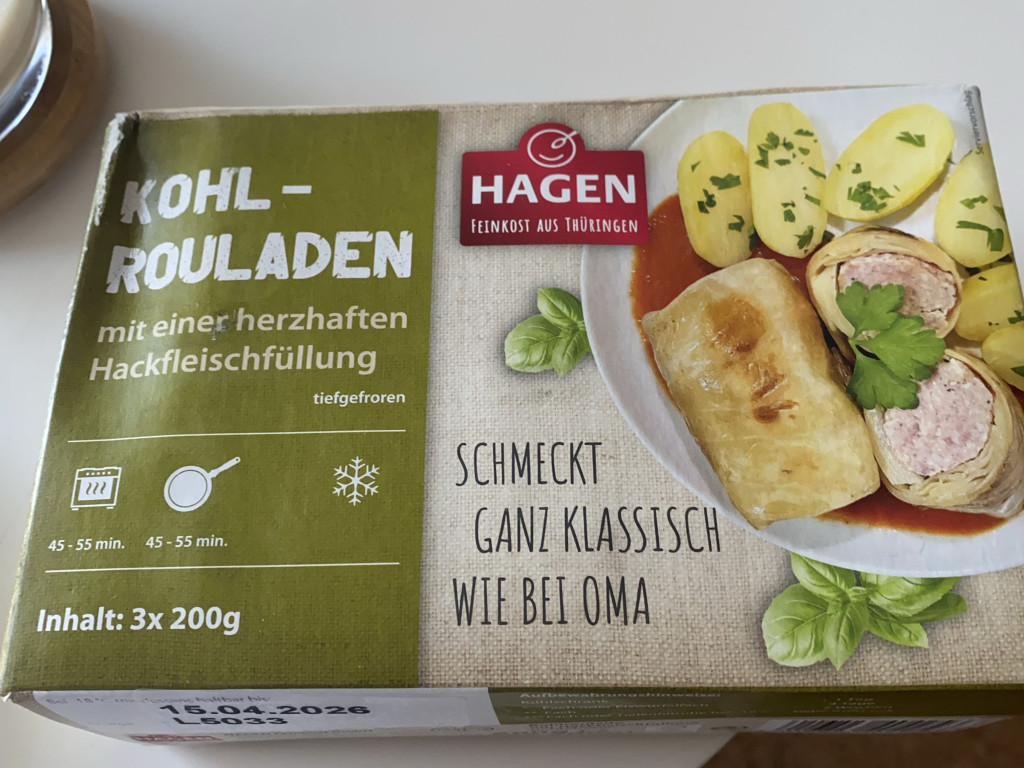 KOHL –
ROULADEN
mit einer herzhaften
Hackfleischfüllung
tiefgefroren
45 - 55 min. 45 - 55 min.
Inhalt: 3x 200g
HAGEN
FEINKOST AUS THÜRINGEN
SCHMECKT
GANZ KLASSISCH
WIE BEI OMA
15.04.2026
L5033
Aufbewahrungshinweise: